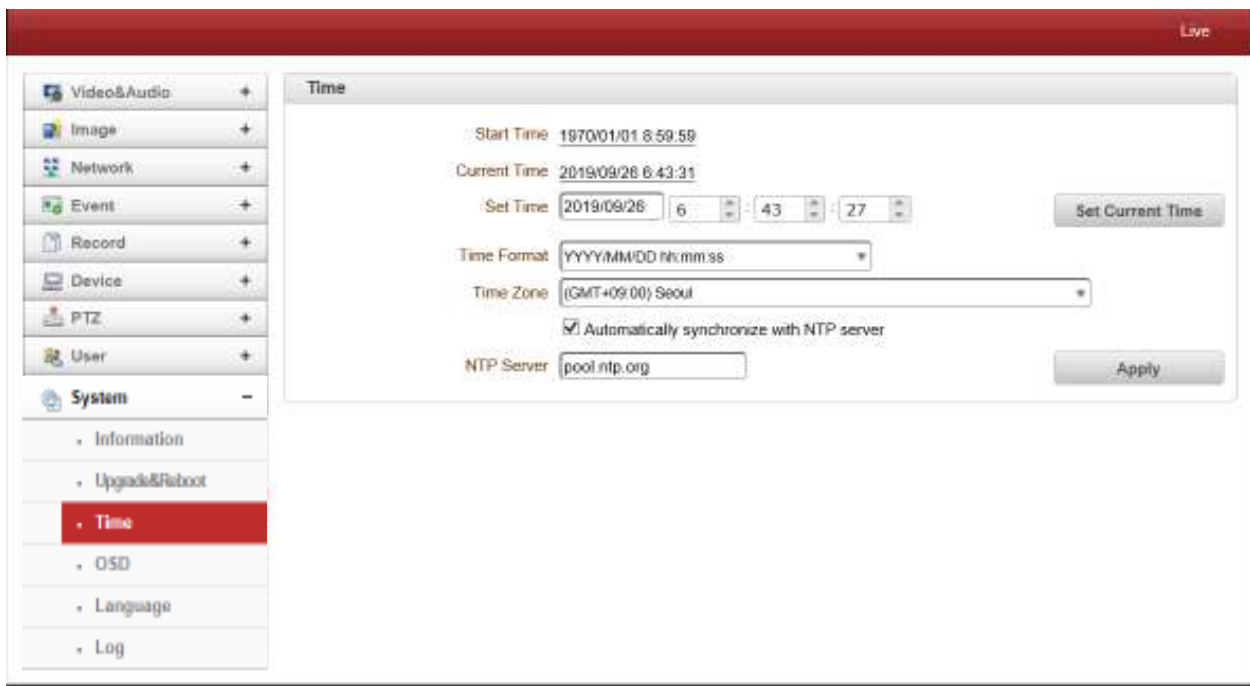 Live
Video&Audio +
Image +
Network +
Event +
Record +
Device +
PTZ +
User +
System −
Information
Upgrade&Reboot
Time
OSD
Language
Log
Time
Start Time 1970/01/01 8:59:59
Current Time 2019/09/26 6:43:31
Set Time 2019/09/26 6 : 43 : 27 Set Current Time
Time Format YYYY/MM/DD hh:mm:ss
Time Zone (GMT+09:00) Seoul
Automatically synchronize with NTP server
NTP Server pool.ntp.org Apply